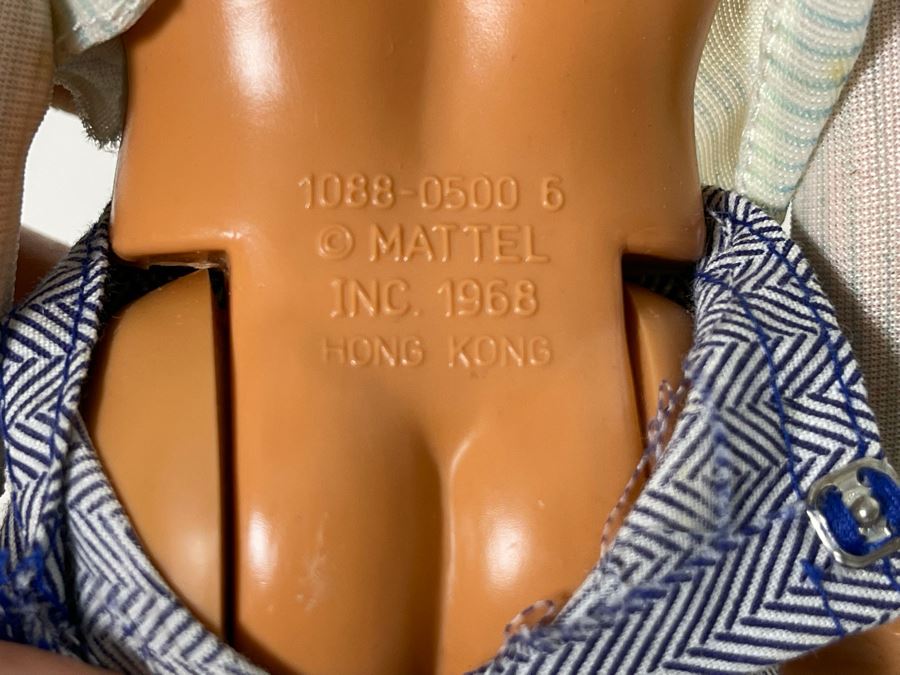 1088-0500 6
© MATTEL
INC. 1968
HONG KONG